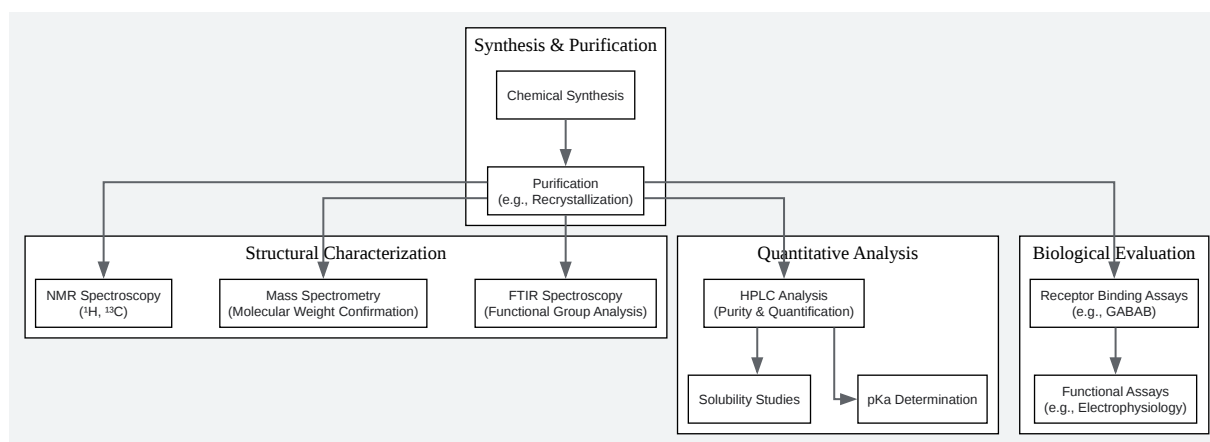 Synthesis & Purification
Chemical Synthesis
Purification
(e.g., Recrystallization)
Structural Characterization
NMR Spectroscopy
(¹H, ¹³C)
Mass Spectrometry
(Molecular Weight Confirmation)
FTIR Spectroscopy
(Functional Group Analysis)
Quantitative Analysis
HPLC Analysis
(Purity & Quantification)
Solubility Studies
pKa Determination
Biological Evaluation
Receptor Binding Assays
(e.g., GABAB)
Functional Assays
(e.g., Electrophysiology)